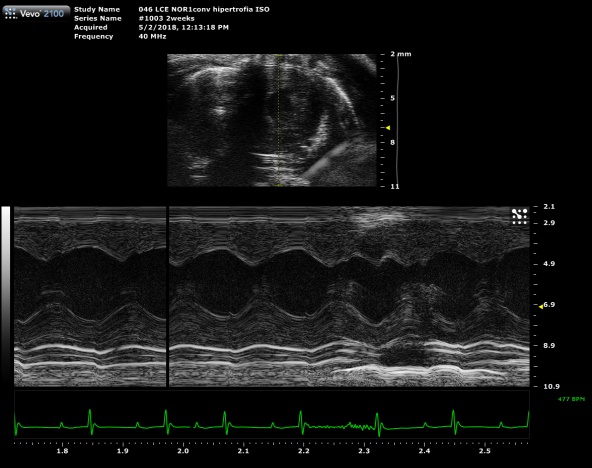 Vevo 2100
Study Name 046 LCE NOR1conv hipertrofia ISO
Series Name #1003 2weeks
Acquired 5/2/2018, 12:13:18 PM
Frequency 40 MHz
2 mm
5
8
11
2.1
2.9
4.9
6.9
8.9
10.9
477 BPM
1.8 1.9 2.0 2.1 2.2 2.3 2.4 2.5